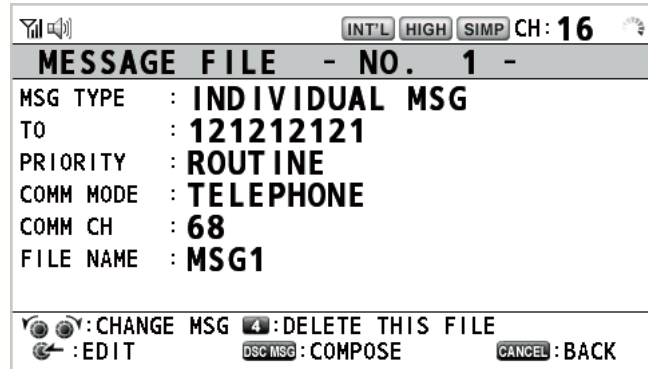 INT'L HIGH SIMP CH: 16
MESSAGE FILE - NO. 1 -
MSG TYPE : INDIVIDUAL MSG
TO : 121212121
PRIORITY : ROUTINE
COMM MODE : TELEPHONE
COMM CH : 68
FILE NAME : MSG1
:CHANGE MSG 4 :DELETE THIS FILE
:EDIT DSC MSG :COMPOSE CANCEL :BACK